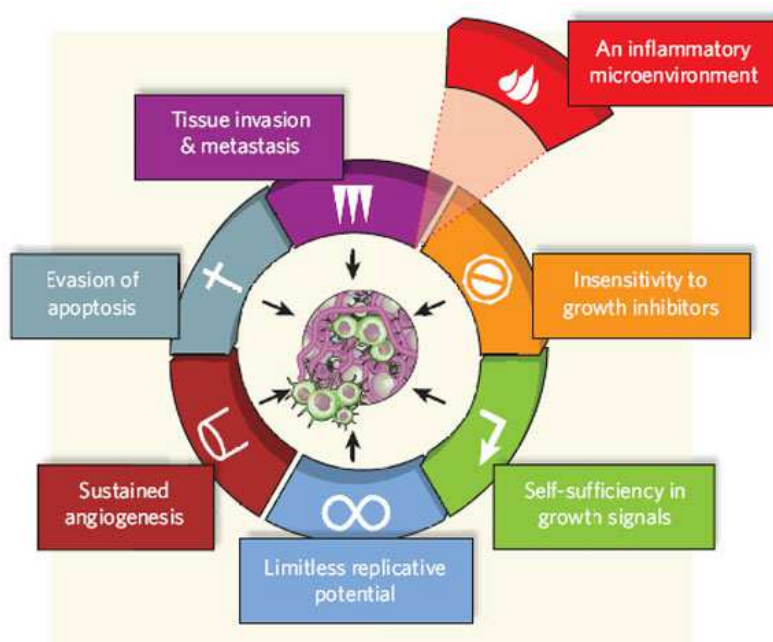 An inflammatory
microenvironment
Tissue invasion
& metastasis
Evasion of
apoptosis
Insensitivity to
growth inhibitors
Sustained
angiogenesis
Self-sufficiency in
growth signals
Limitless replicative
potential